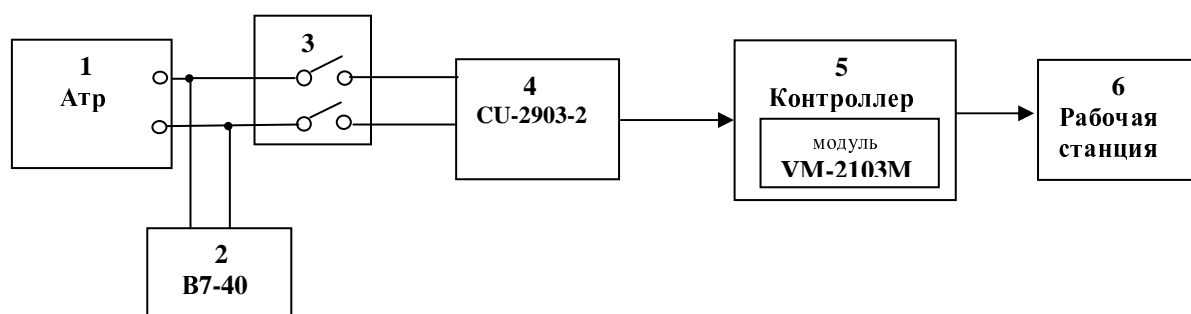 1
Атр
2
В7-40
3
4
CU-2903-2
5
Контроллер
модуль
VM-2103M
6
Рабочая
станция